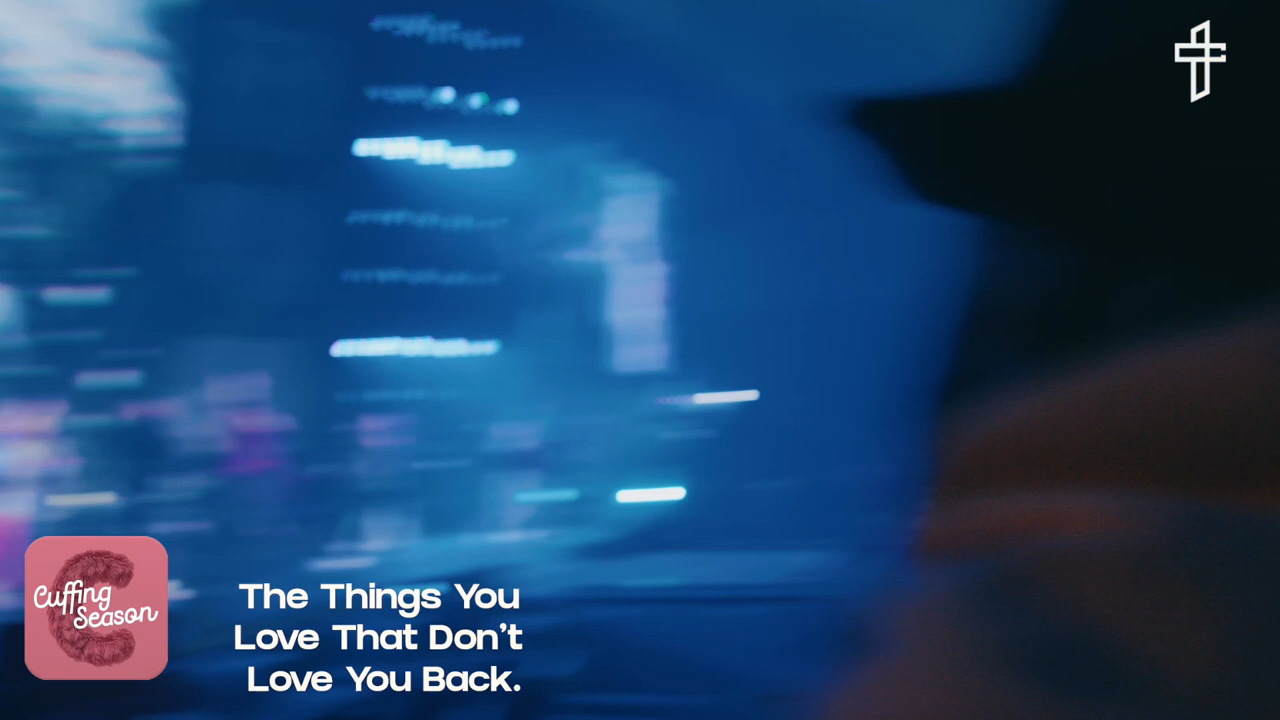 Cuffing
Season
The Things You
Love That Don't
Love You Back.